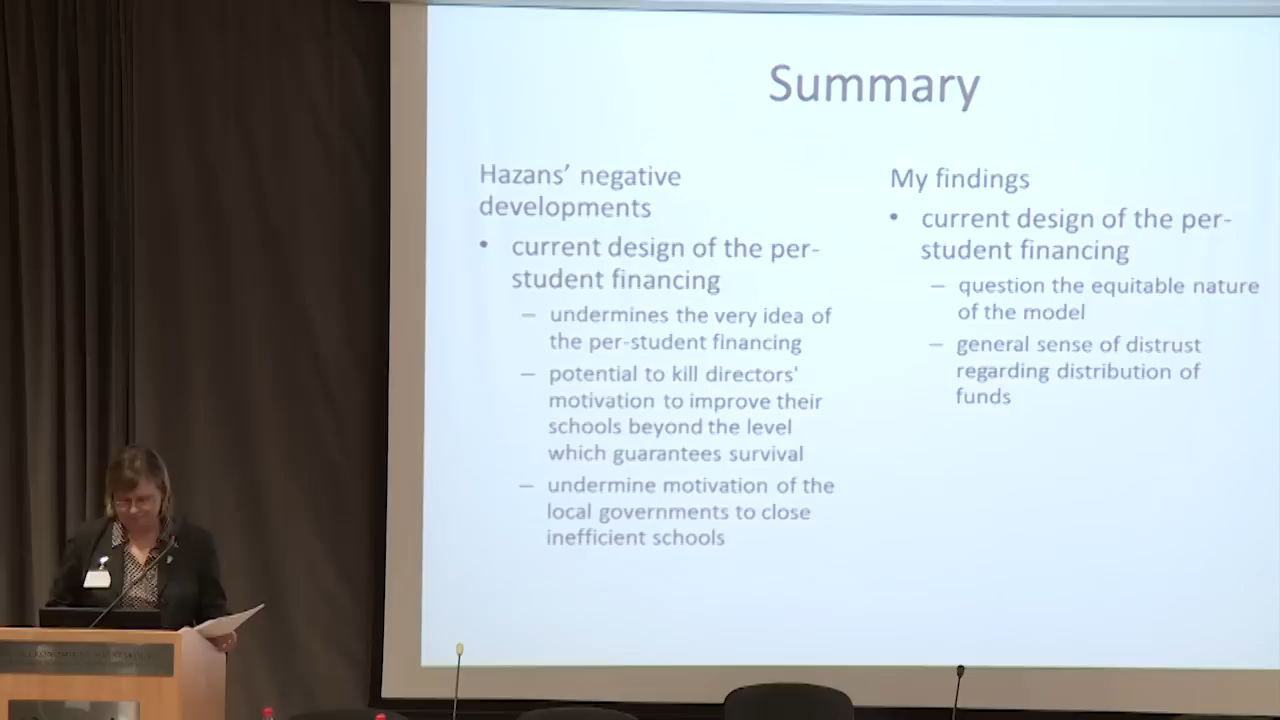 Summary
Hazans’ negative
developments
• current design of the per-
student financing
– undermines the very idea of
the per-student financing
– potential to kill directors'
motivation to improve their
schools beyond the level
which guarantees survival
– undermine motivation of the
local governments to close
inefficient schools
My findings
• current design of the per-
student financing
– question the equitable nature
of the model
– general sense of distrust
regarding distribution of
funds